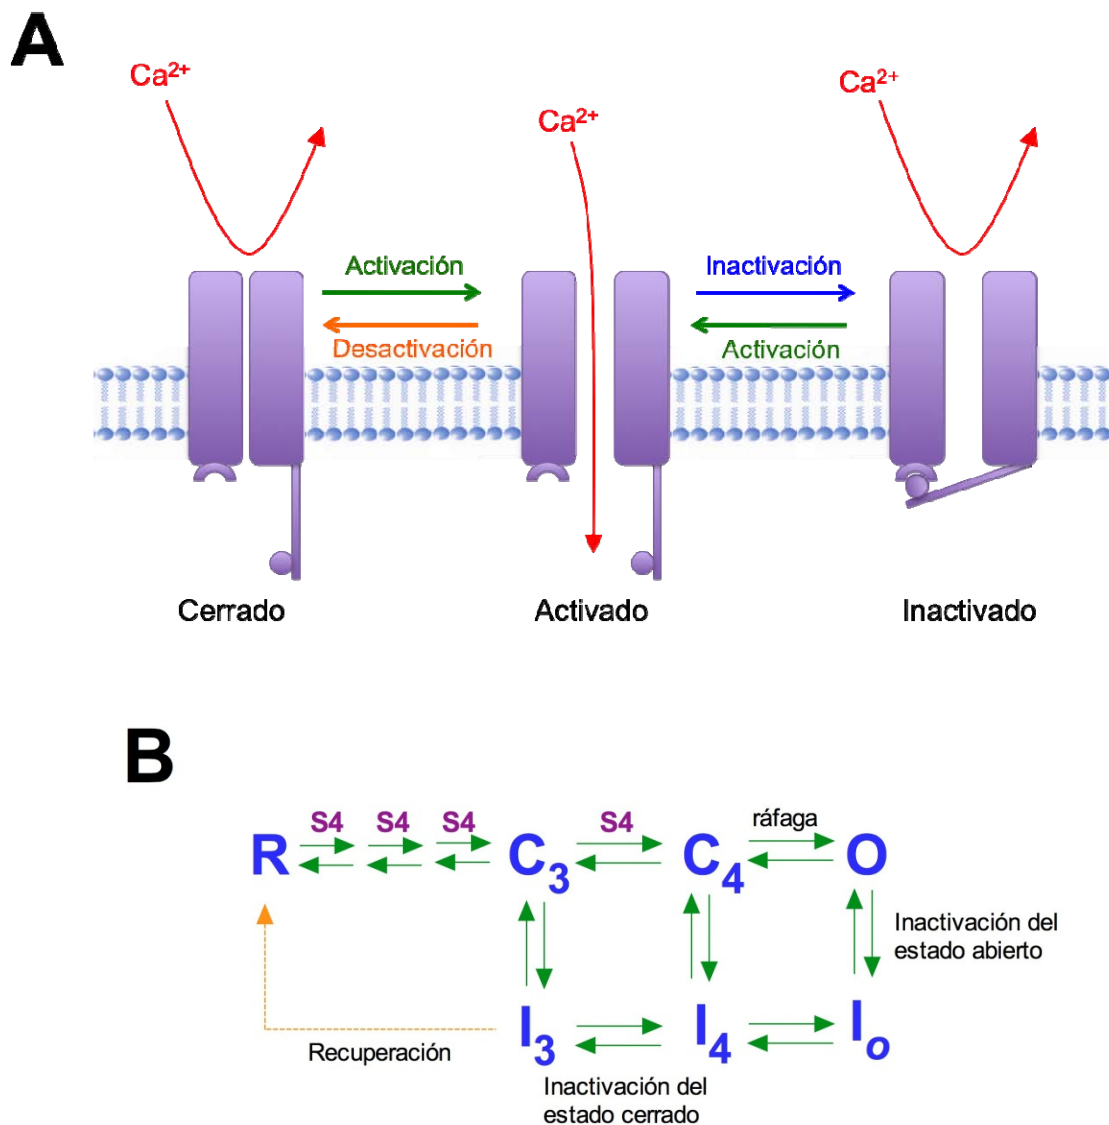 A
Ca²⁺
Ca²⁺
Ca²⁺
Activación
Inactivación
Desactivación
Activación
Cerrado
Activado
Inactivado
B
S4 S4 S4 S4 ráfaga
R C₃ C₄ O
Inactivación del
estado abierto
I₃ I₄ Iₒ
Recuperación
Inactivación del
estado cerrado